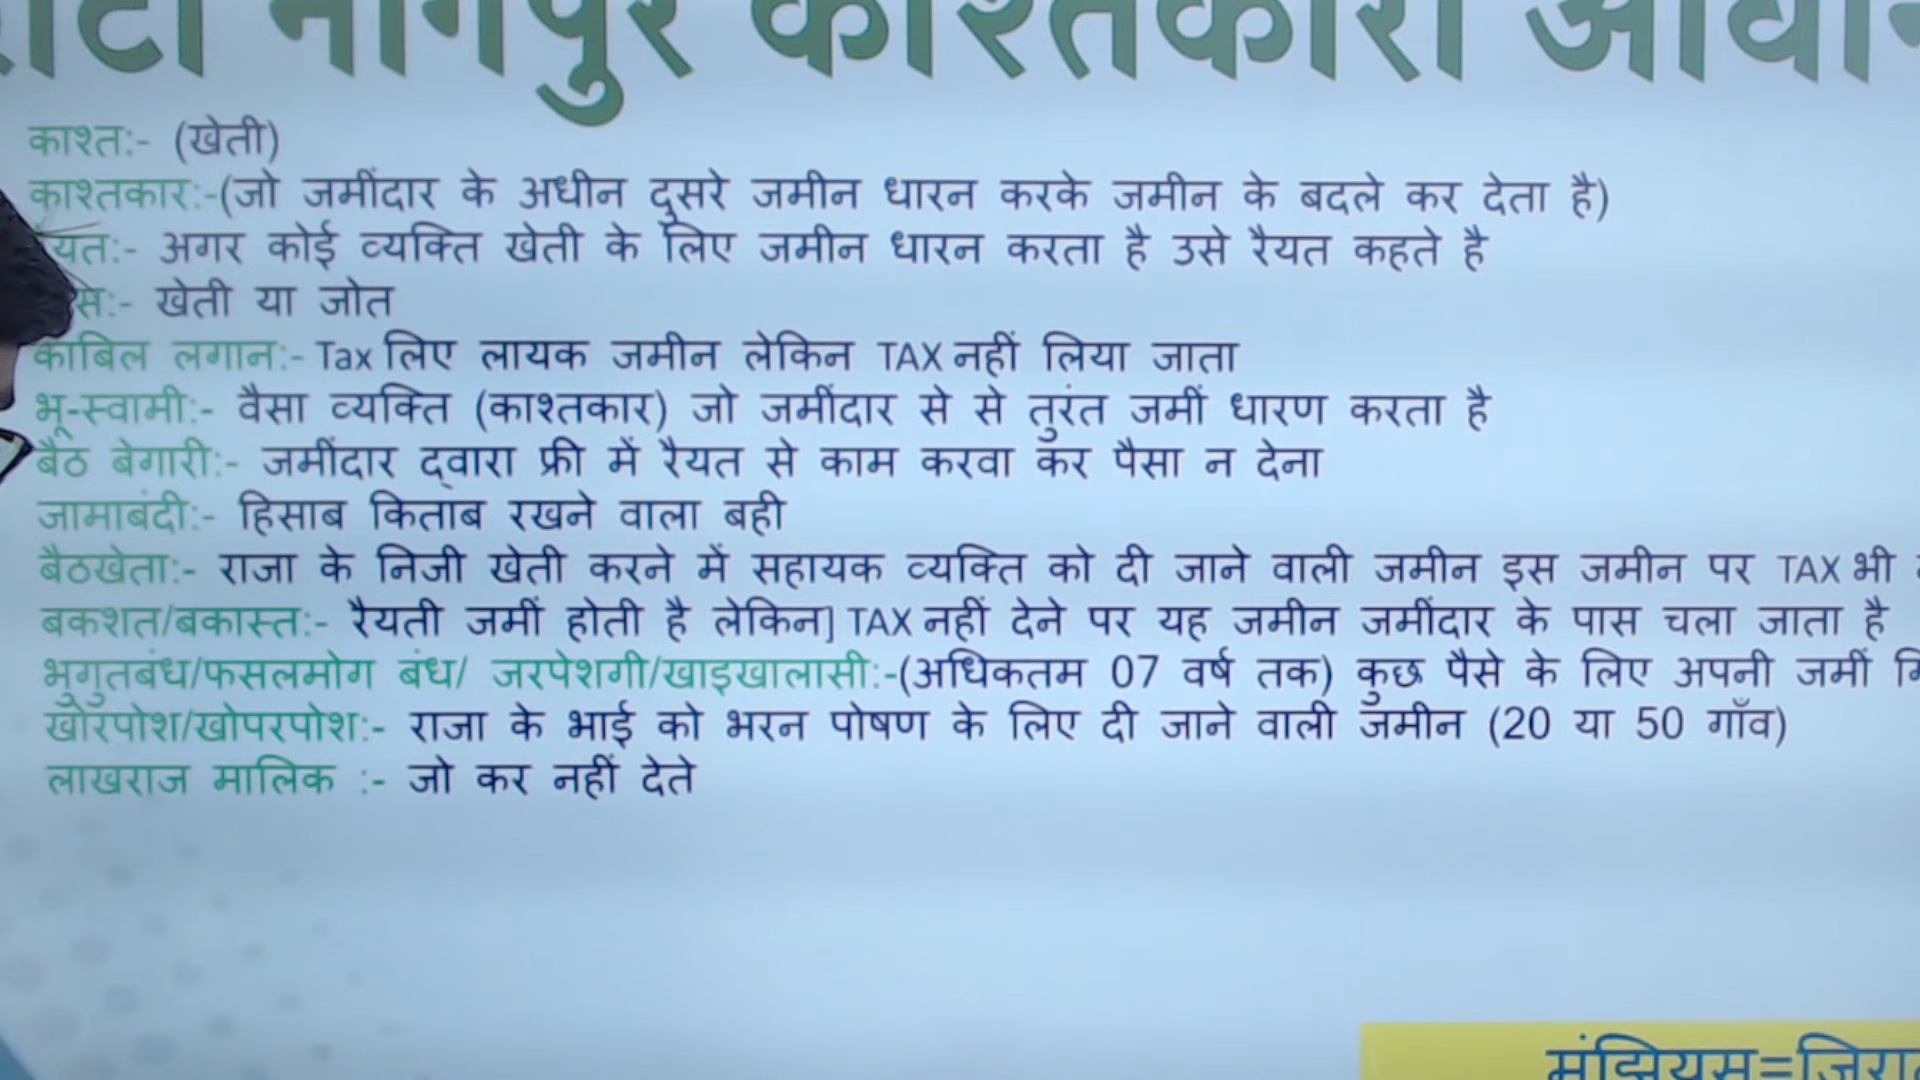 नागपुर काश्तकारी
काश्त:- (खेती)
काश्तकार:-(जो जमींदार के अधीन दुसरे जमीन धारन करके जमीन के बदले कर देता है)
यत:- अगर कोई व्यक्ति खेती के लिए जमीन धारन करता है उसे रैयत कहते है
खेती या जोत
काबिल लगान:- Tax लिए लायक जमीन लेकिन TAX नहीं लिया जाता
भू-स्वामी:- वैसा व्यक्ति (काश्तकार) जो जमींदार से से तुरंत जमीं धारण करता है
बैठ बेगारी:- जमींदार द्वारा फ्री में रैयत से काम करवा कर पैसा न देना
जामाबंदी:- हिसाब किताब रखने वाला बही
बैठखेता:- राजा के निजी खेती करने में सहायक व्यक्ति को दी जाने वाली जमीन इस जमीन पर TAX भी
बकशत/बकास्त:- रैयती जमीं होती है लेकिन] TAX नहीं देने पर यह जमीन जमींदार के पास चला जाता है
भुगुतबंध/फसलमोग बंध/ जरपेशगी/खाइखालासी:-(अधिकतम 07 वर्ष तक) कुछ पैसे के लिए अपनी जमीं
खोरपोश/खोपरपोश:- राजा के भाई को भरन पोषण के लिए दी जाने वाली जमीन (20 या 50 गाँव)
लाखराज मालिक :- जो कर नहीं देते